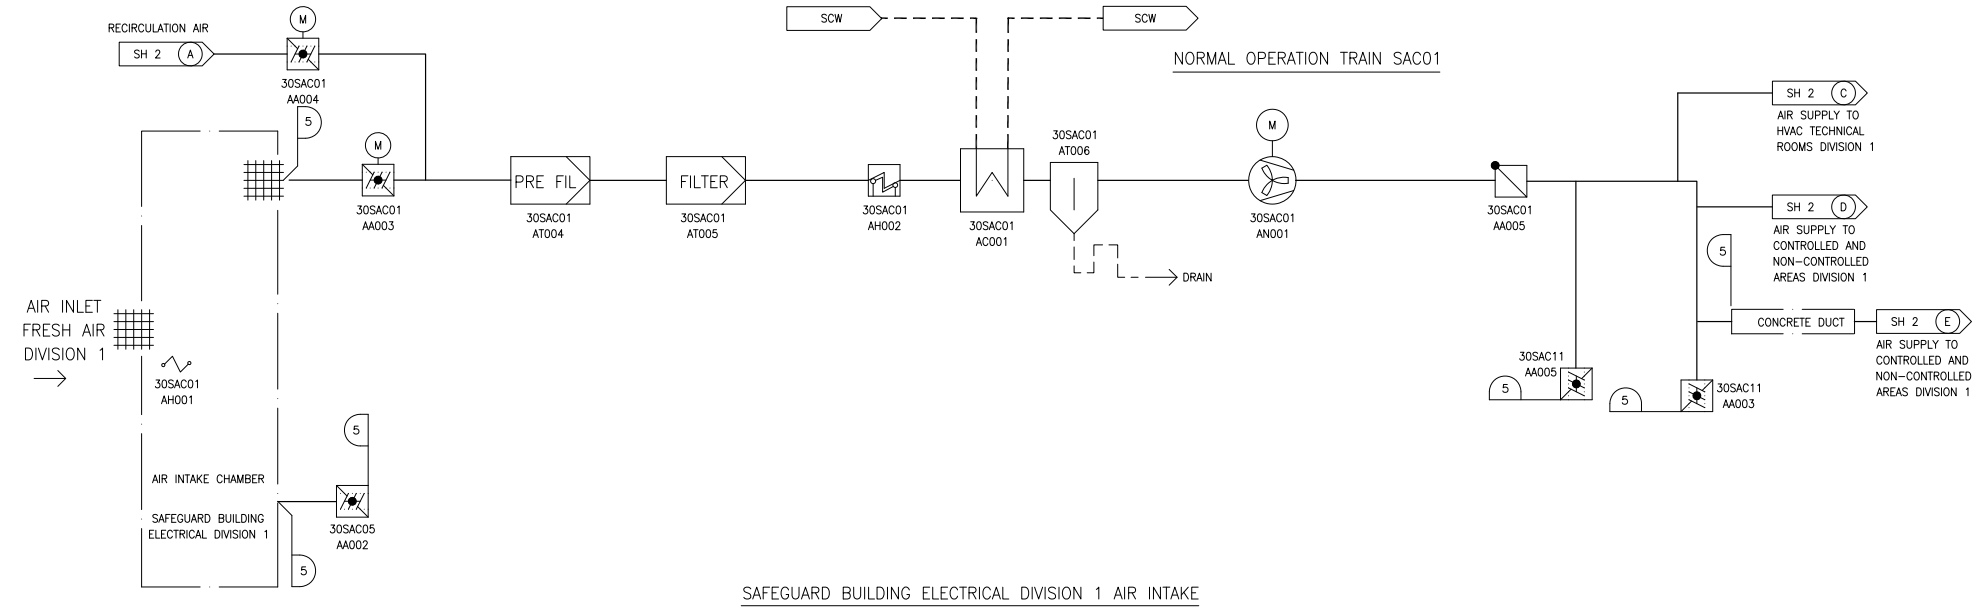 RECIRCULATION AIR
SH 2 A
M
30SAC01
AA004
5
M
30SAC01
AA003
AIR INLET
FRESH AIR
DIVISION 1
30SAC01
AH001
AIR INTAKE CHAMBER
SAFEGUARD BUILDING
ELECTRICAL DIVISION 1
5
30SAC05
AA002
5
PRE FIL
30SAC01
AT004
FILTER
30SAC01
AT005
30SAC01
AH002
SCW
SCW
30SAC01
AC001
30SAC01
AT006
DRAIN
NORMAL OPERATION TRAIN SAC01
M
30SAC01
AN001
30SAC01
AA005
SH 2 C
AIR SUPPLY TO
HVAC TECHNICAL
ROOMS DIVISION 1
SH 2 D
AIR SUPPLY TO
CONTROLLED AND
NON-CONTROLLED
AREAS DIVISION 1
5
CONCRETE DUCT
SH 2 E
AIR SUPPLY TO
CONTROLLED AND
NON-CONTROLLED
AREAS DIVISION 1
30SAC11
AA005
5
30SAC11
AA003
5
SAFEGUARD BUILDING ELECTRICAL DIVISION 1 AIR INTAKE